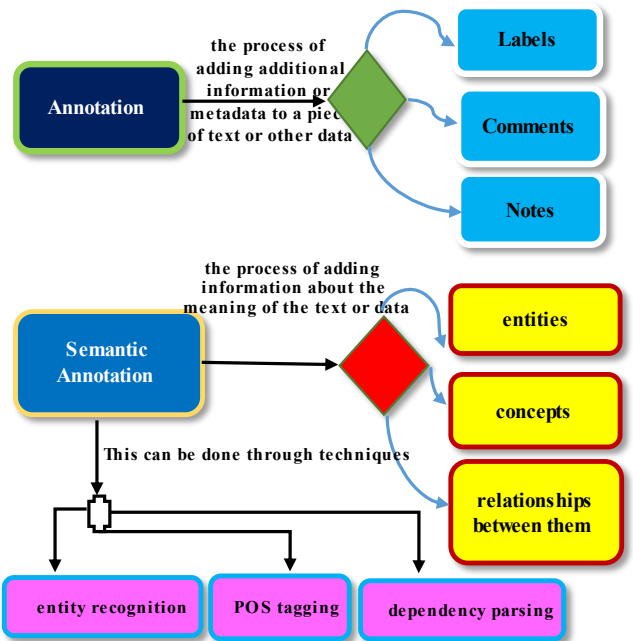 Annotation
the process of
adding additional
information or
metadata to a piece
of text or other data
Labels
Comments
Notes
Semantic
Annotation
the process of adding
information about the
meaning of the text or data
entities
concepts
relationships
between them
This can be done through techniques
entity recognition
POS tagging
dependency parsing